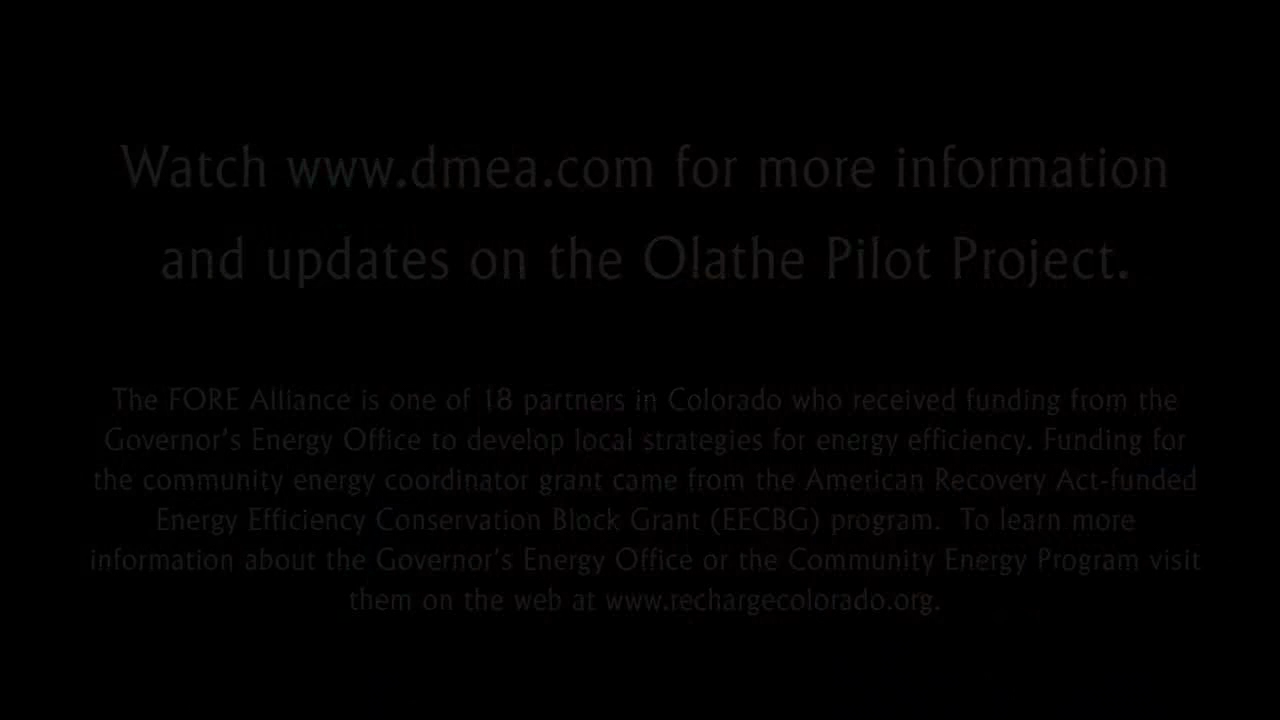 Watch www.dmea.com for more information
and updates on the Olathe Pilot Project.
The FORE Alliance is one of 18 partners in Colorado who received funding from the
Governor's Energy Office to develop local strategies for energy efficiency. Funding for
the community energy coordinator grant came from the American Recovery Act-funded
Energy Efficiency Conservation Block Grant (EECBG) program.  To learn more
information about the Governor's Energy Office or the Community Energy Program visit
them on the web at www.rechargecolorado.org.